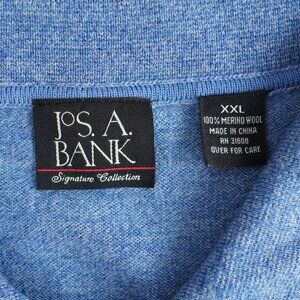 JOS. A.
BANK
Signature Collection
XXL
100% MERINO WOOL
MADE IN CHINA
RN 31608
OVER FOR CARE